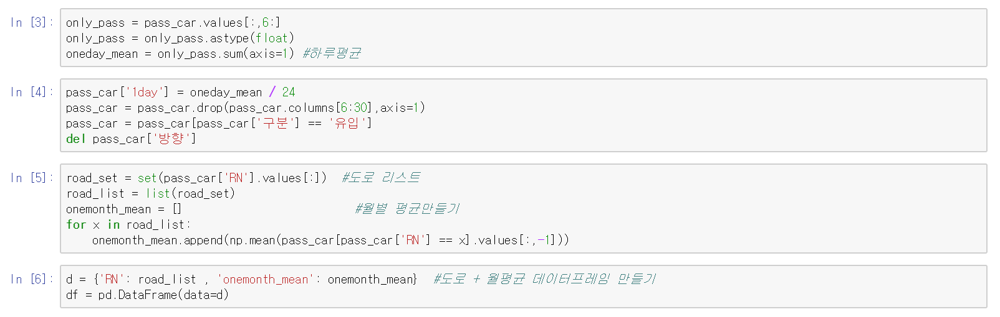 In [3]: only_pass = pass_car.values[:,6:]
only_pass = only_pass.astype(float)
oneday_mean = only_pass.sum(axis=1) #하루평균
In [4]: pass_car['1day'] = oneday_mean / 24
pass_car = pass_car.drop(pass_car.columns[6:30],axis=1)
pass_car = pass_car[pass_car['구분'] == '유입']
del pass_car['방향']
In [5]: road_set = set(pass_car['RN'].values[:])  #도로 리스트
road_list = list(road_set)
onemonth_mean = []                           #월별 평균만들기
for x in road_list:
    onemonth_mean.append(np.mean(pass_car[pass_car['RN'] == x].values[:,-1]))
In [6]: d = {'RN': road_list , 'onemonth_mean': onemonth_mean}  #도로 + 월평균 데이터프레임 만들기
df = pd.DataFrame(data=d)